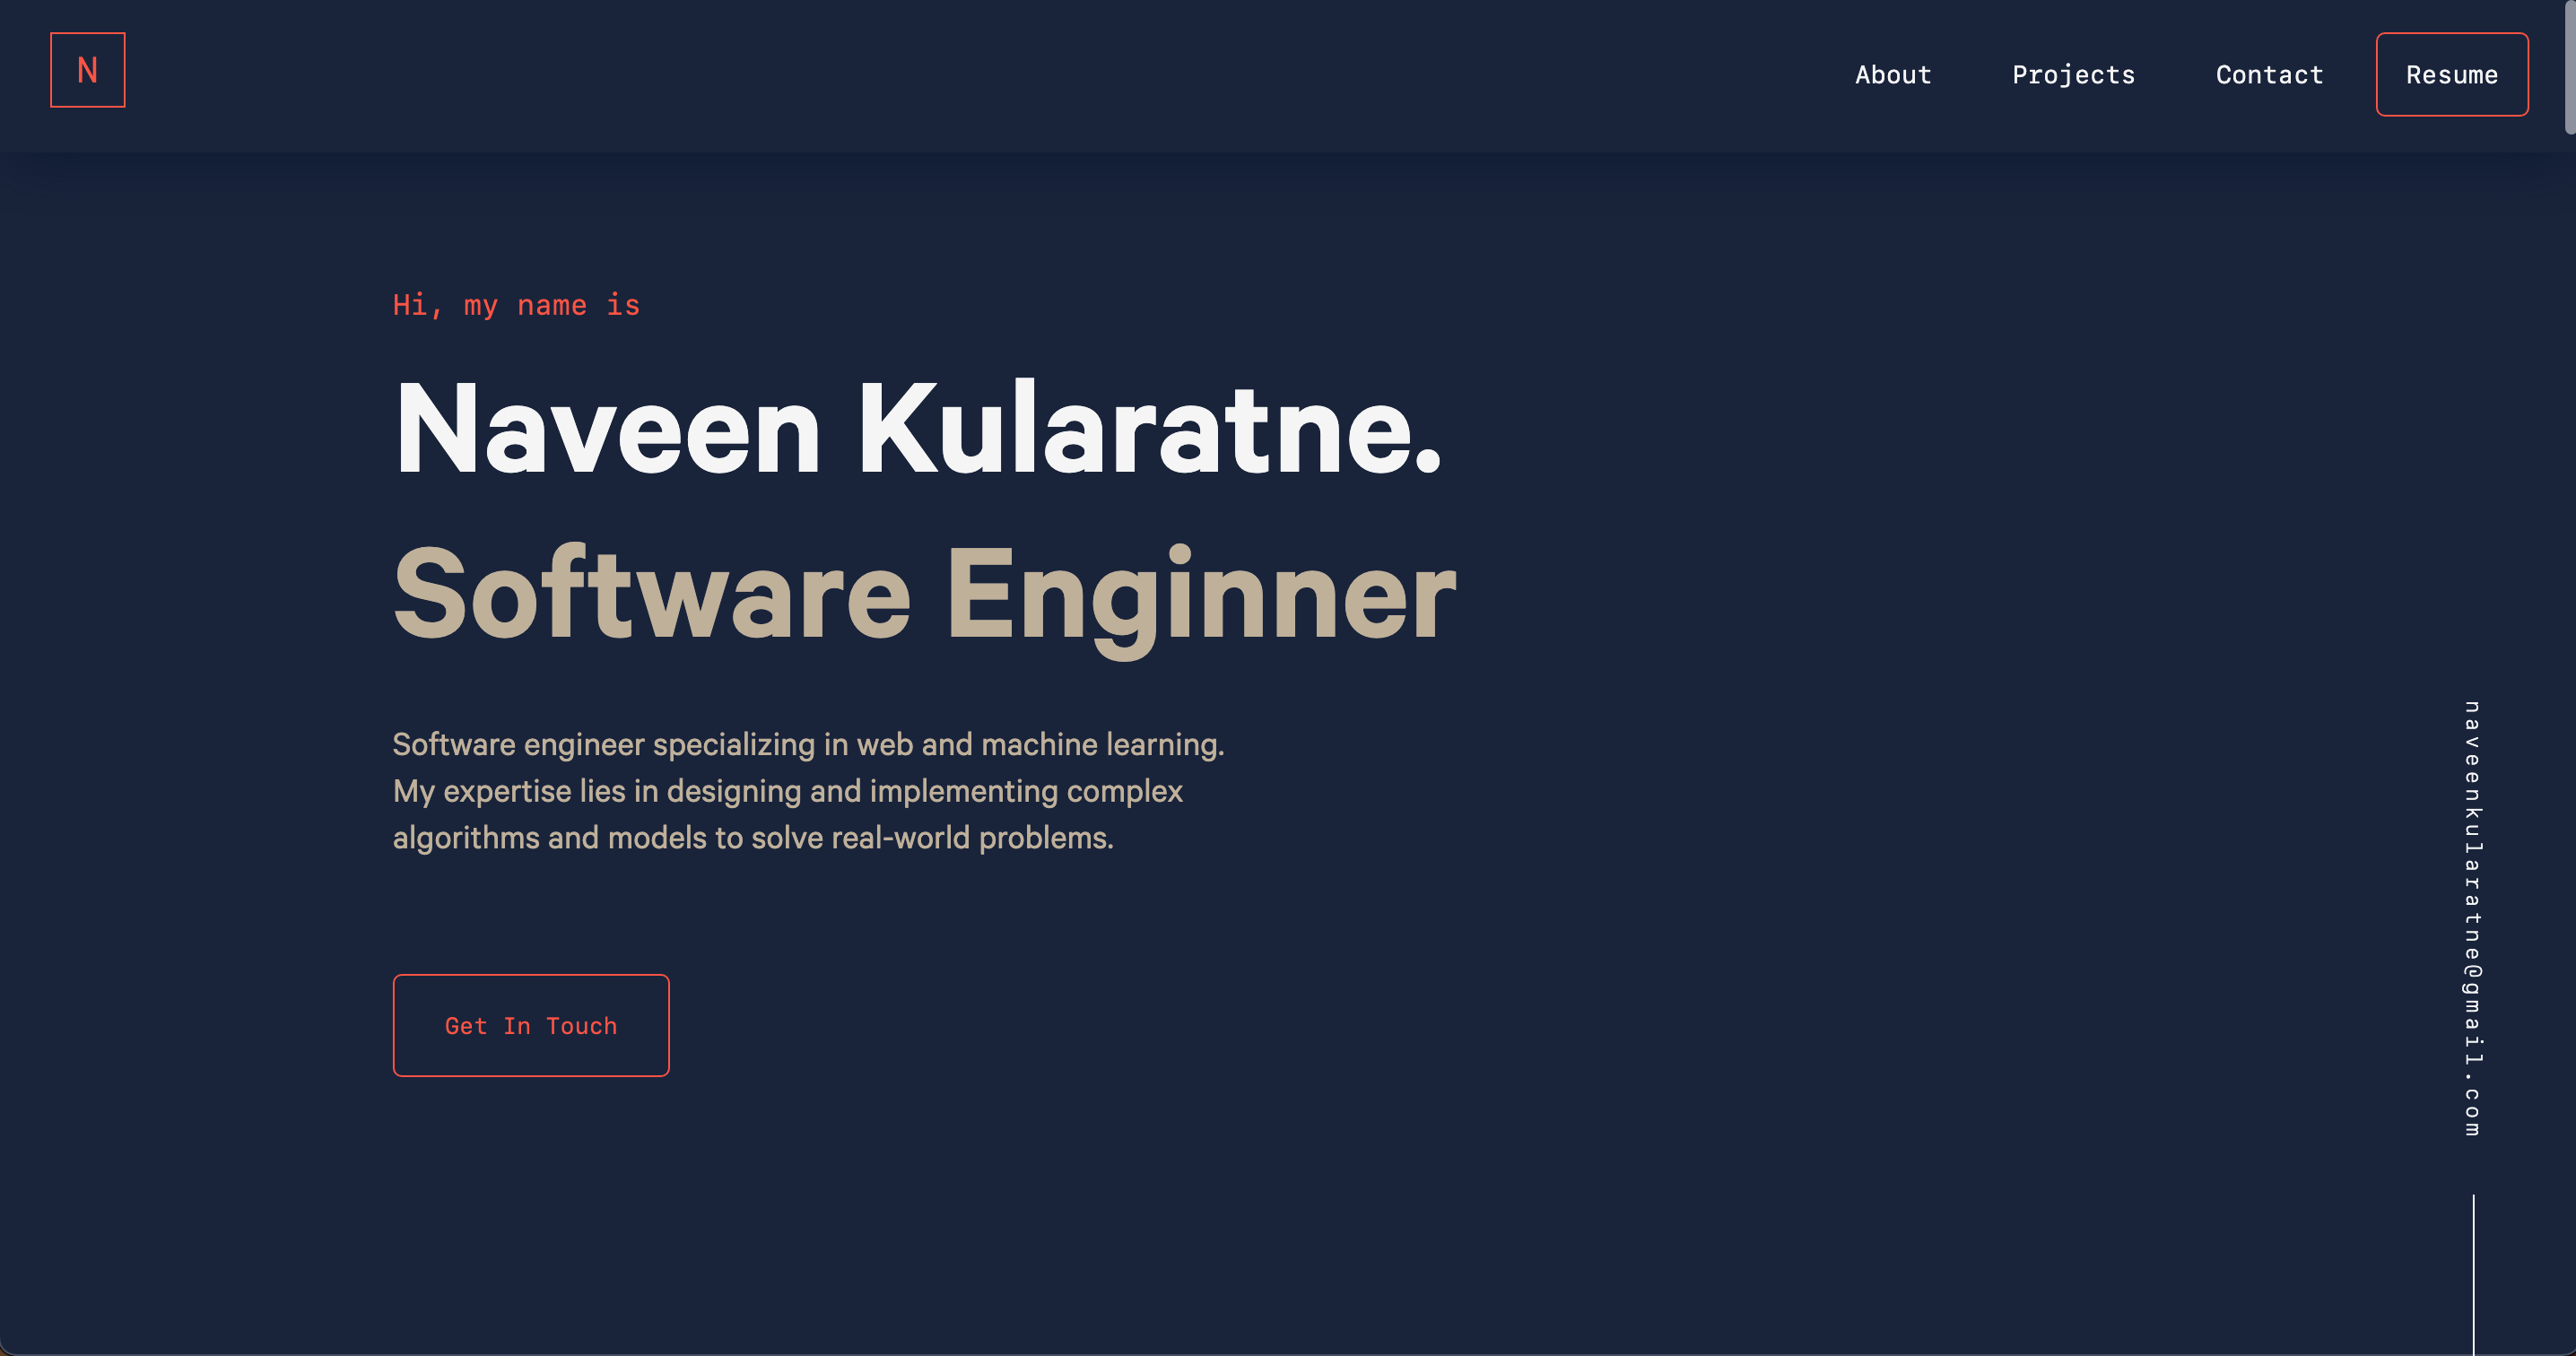 N
About
Projects
Contact
Resume
Hi, my name is
Naveen Kularatne.
Software Enginner
Software engineer specializing in web and machine learning.
My expertise lies in designing and implementing complex
algorithms and models to solve real-world problems.
Get In Touch
naveenkularatne@gmail.com